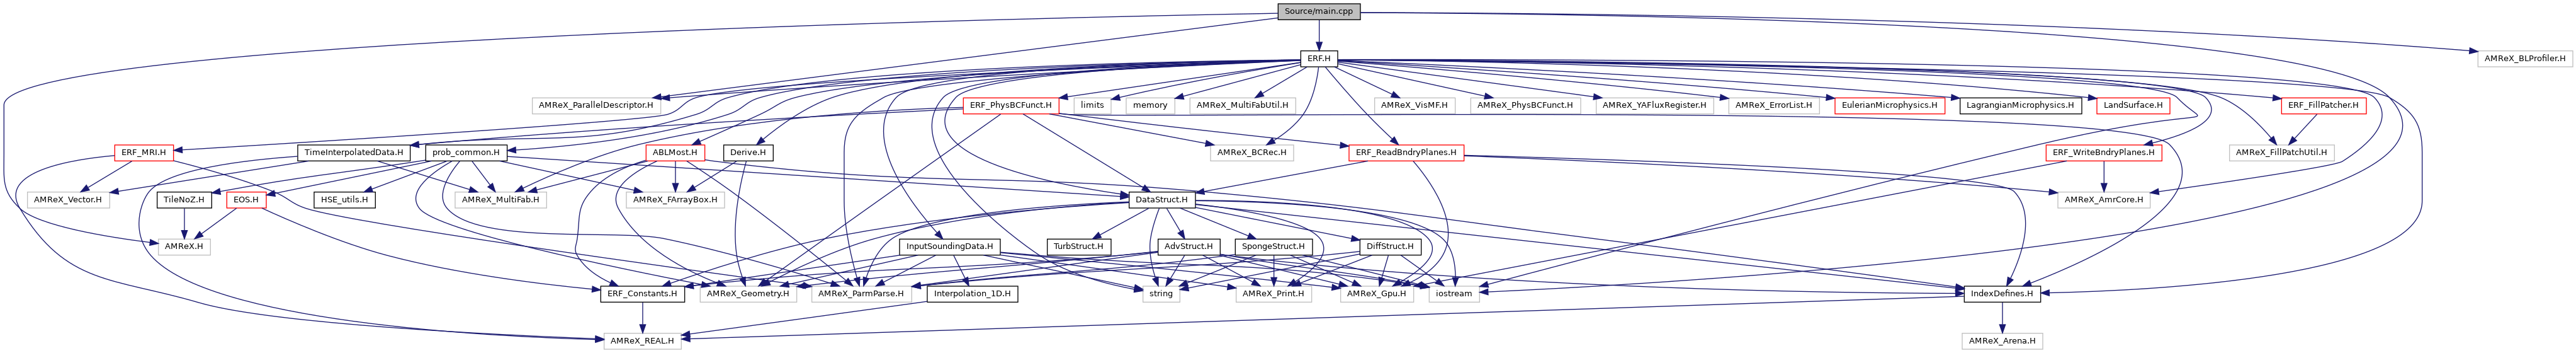 Source/main.cpp
ERF.H
AMReX_BLProfiler.H
AMReX_ParallelDescriptor.H
ERF_PhysBCFunct.H
limits
memory
AMReX_MultiFabUtil.H
AMReX_VisMF.H
AMReX_PhysBCFunct.H
AMReX_YAFluxRegister.H
AMReX_ErrorList.H
EulerianMicrophysics.H
LagrangianMicrophysics.H
LandSurface.H
ERF_FillPatcher.H
ERF_MRI.H
TimeInterpolatedData.H
prob_common.H
ABLMost.H
Derive.H
AMReX_BCRec.H
ERF_ReadBndryPlanes.H
ERF_WriteBndryPlanes.H
AMReX_FillPatchUtil.H
AMReX_Vector.H
TileNoZ.H
EOS.H
HSE_utils.H
AMReX_MultiFab.H
AMReX_FArrayBox.H
DataStruct.H
AMReX_AmrCore.H
AMReX.H
InputSoundingData.H
TurbStruct.H
AdvStruct.H
SpongeStruct.H
DiffStruct.H
ERF_Constants.H
AMReX_Geometry.H
AMReX_ParmParse.H
Interpolation_1D.H
string
AMReX_Print.H
AMReX_Gpu.H
iostream
IndexDefines.H
AMReX_REAL.H
AMReX_Arena.H